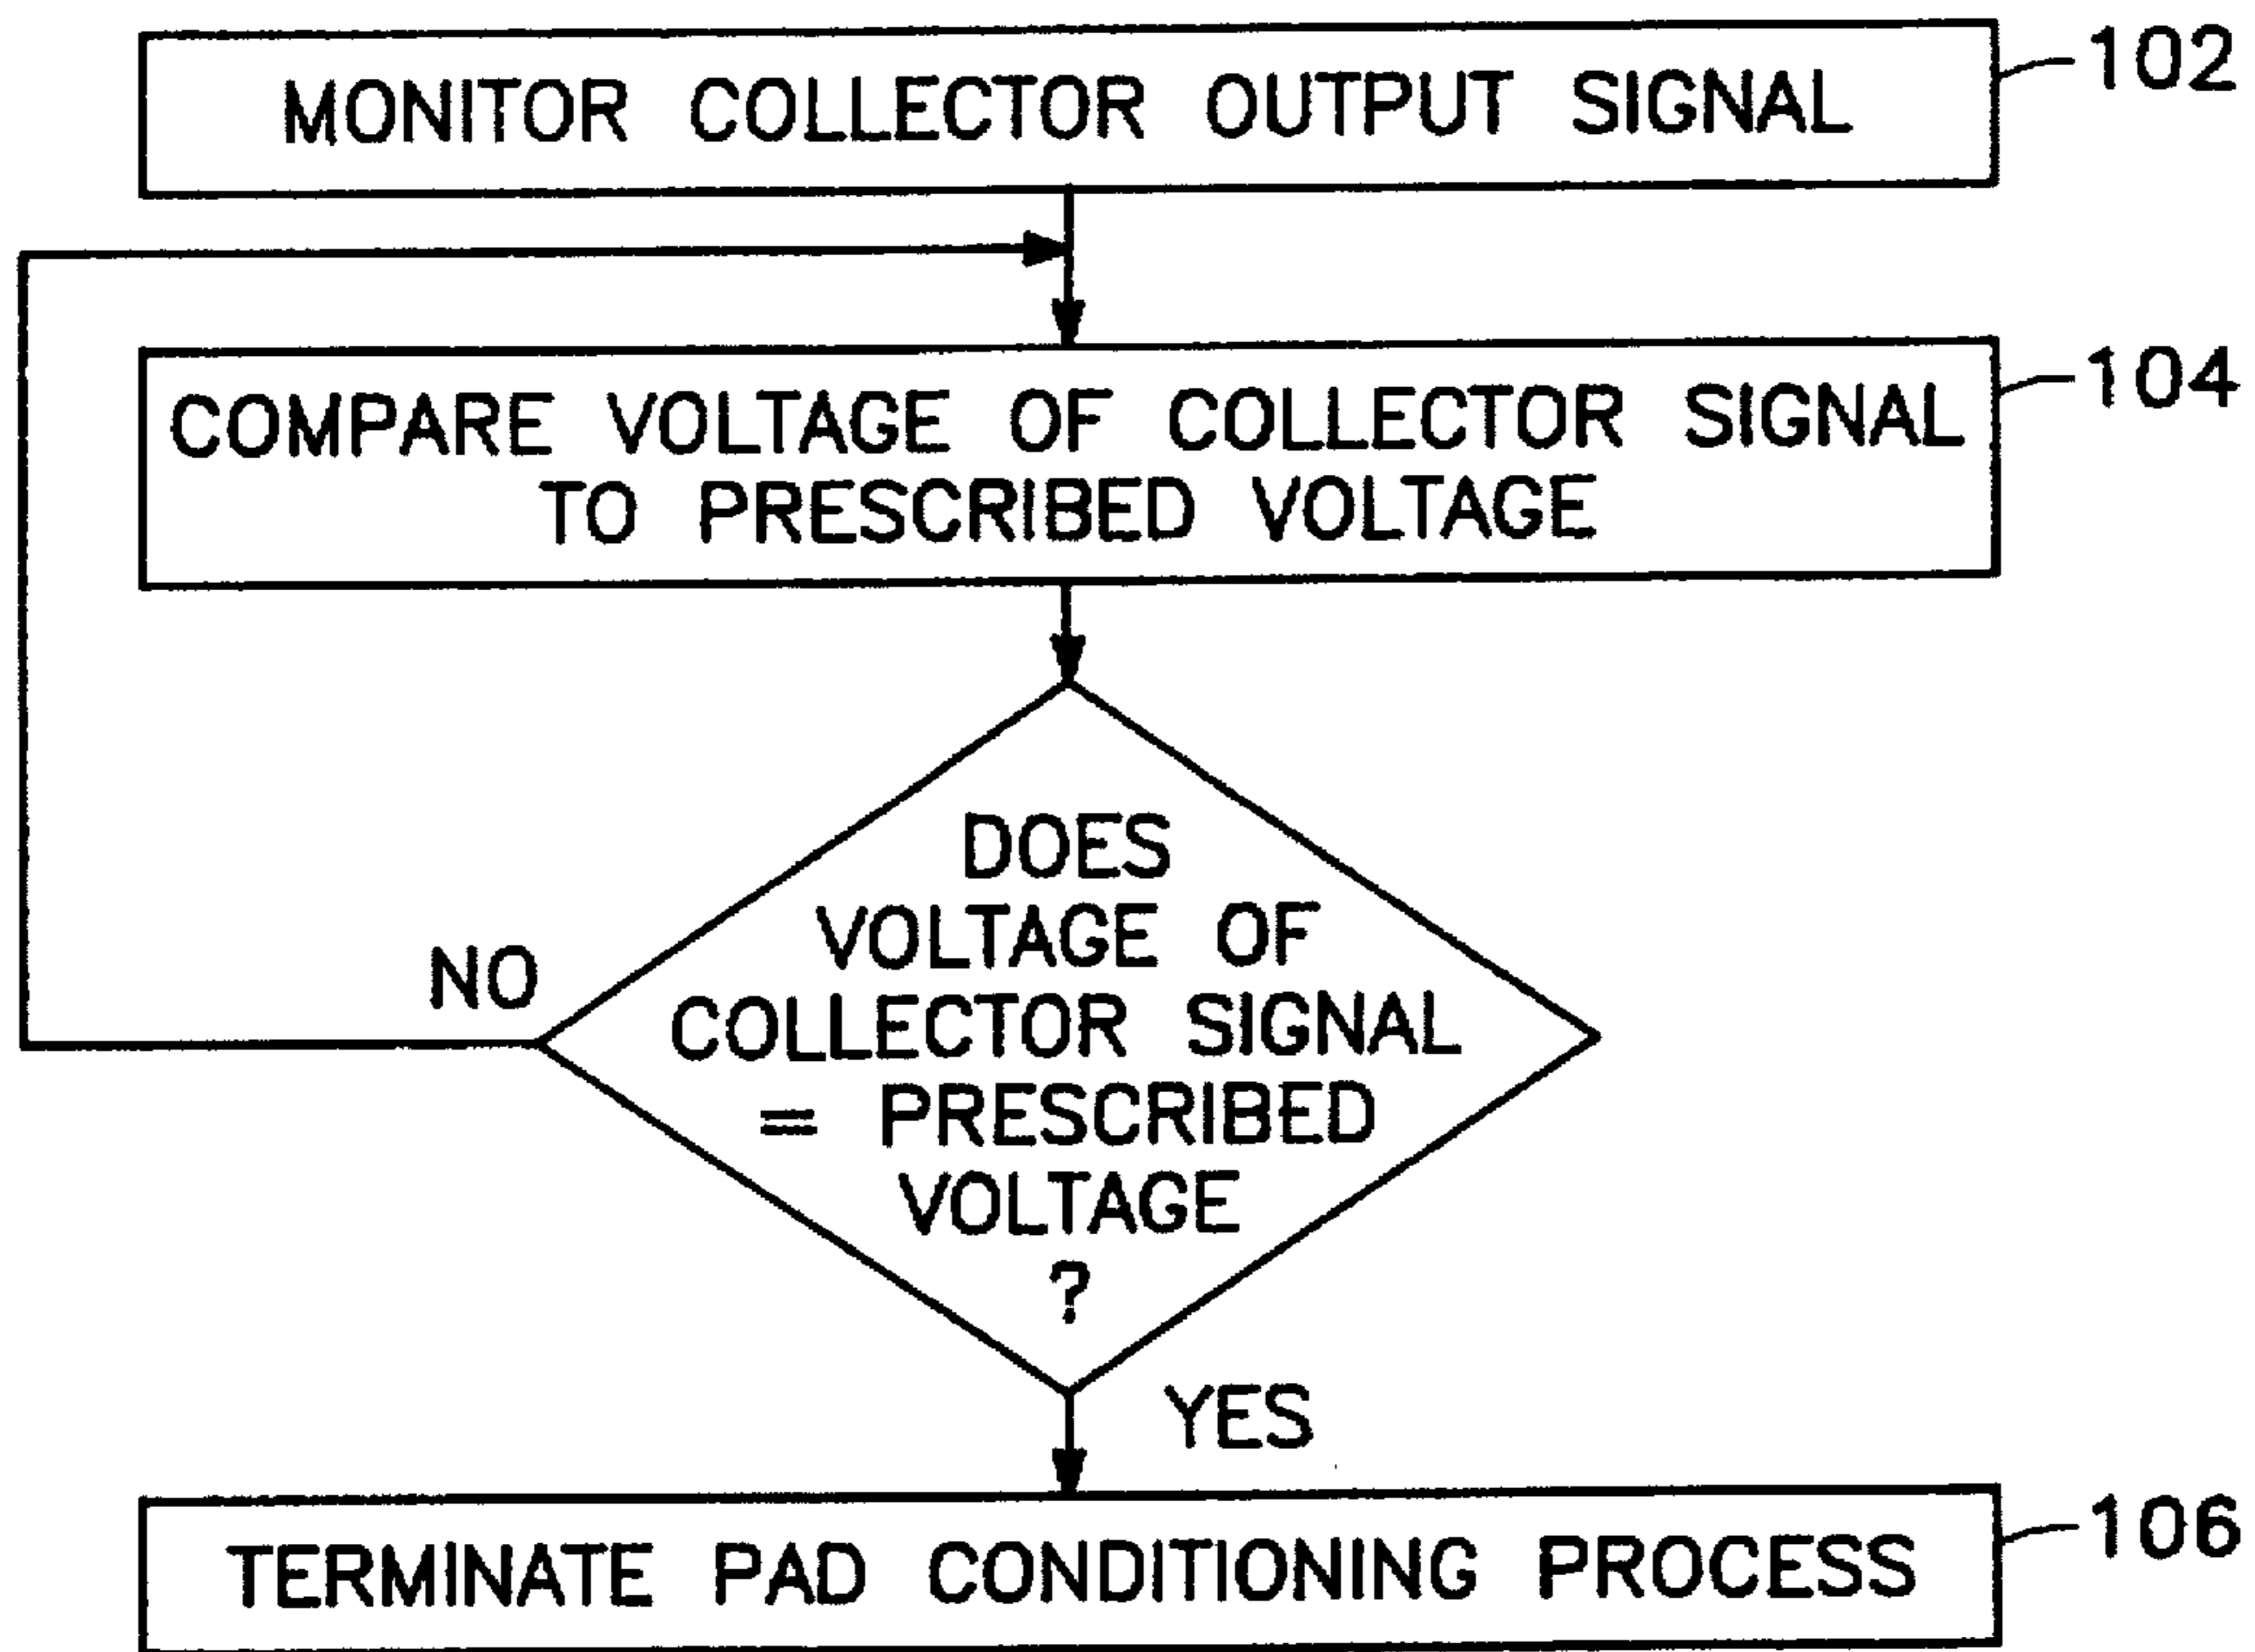 MONITOR COLLECTOR OUTPUT SIGNAL
102
COMPARE VOLTAGE OF COLLECTOR SIGNAL
TO PRESCRIBED VOLTAGE
104
DOES
VOLTAGE OF
COLLECTOR SIGNAL
= PRESCRIBED
VOLTAGE
?
NO
YES
TERMINATE PAD CONDITIONING PROCESS
106